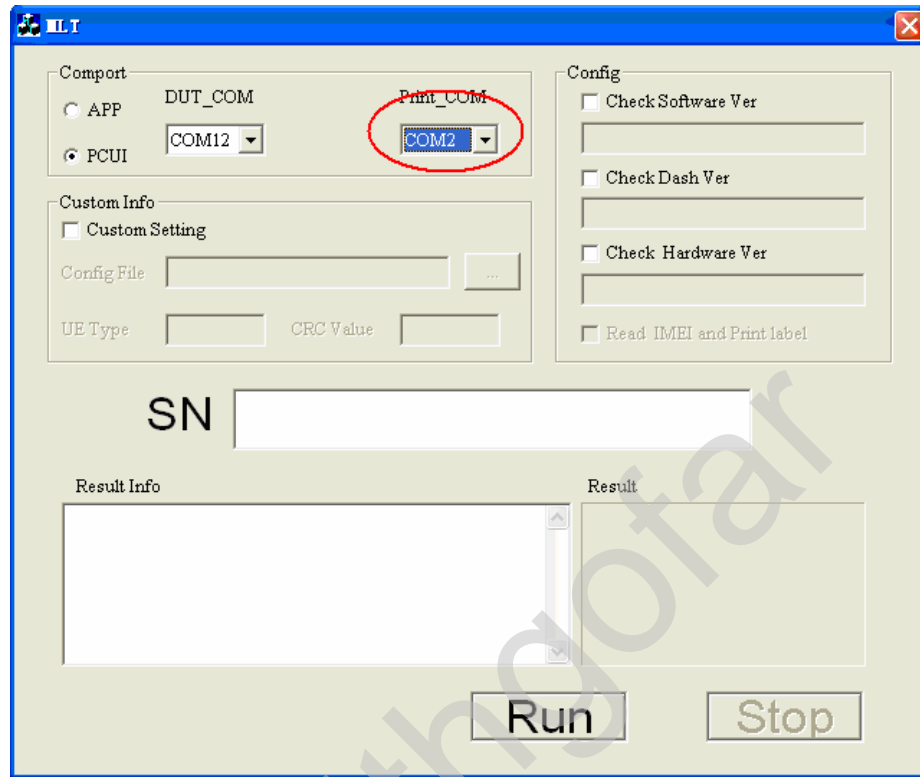 MLT
Comport
APP
PCUI
DUT_COM
COM12
Print_COM
COM2
Custom Info
Custom Setting
Config File
...
UE Type
CRC Value
Config
Check Software Ver
Check Dash Ver
Check Hardware Ver
Read IMEI and Print label
SN
Result Info
Result
Run
Stop
thgofar